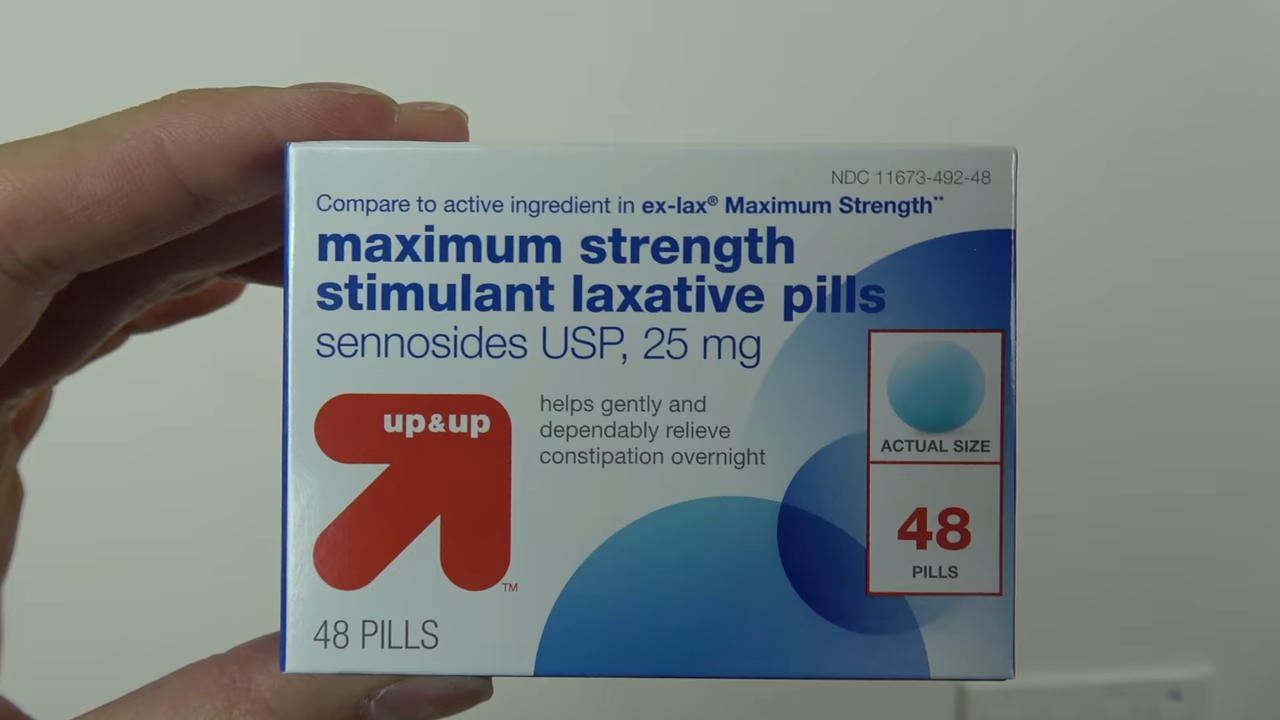 NDC 11673-492-48
Compare to active ingredient in ex-lax® Maximum Strength**
maximum strength
stimulant laxative pills
sennosides USP, 25 mg
up&up
TM
helps gently and
dependably relieve
constipation overnight
ACTUAL SIZE
48
PILLS
48 PILLS